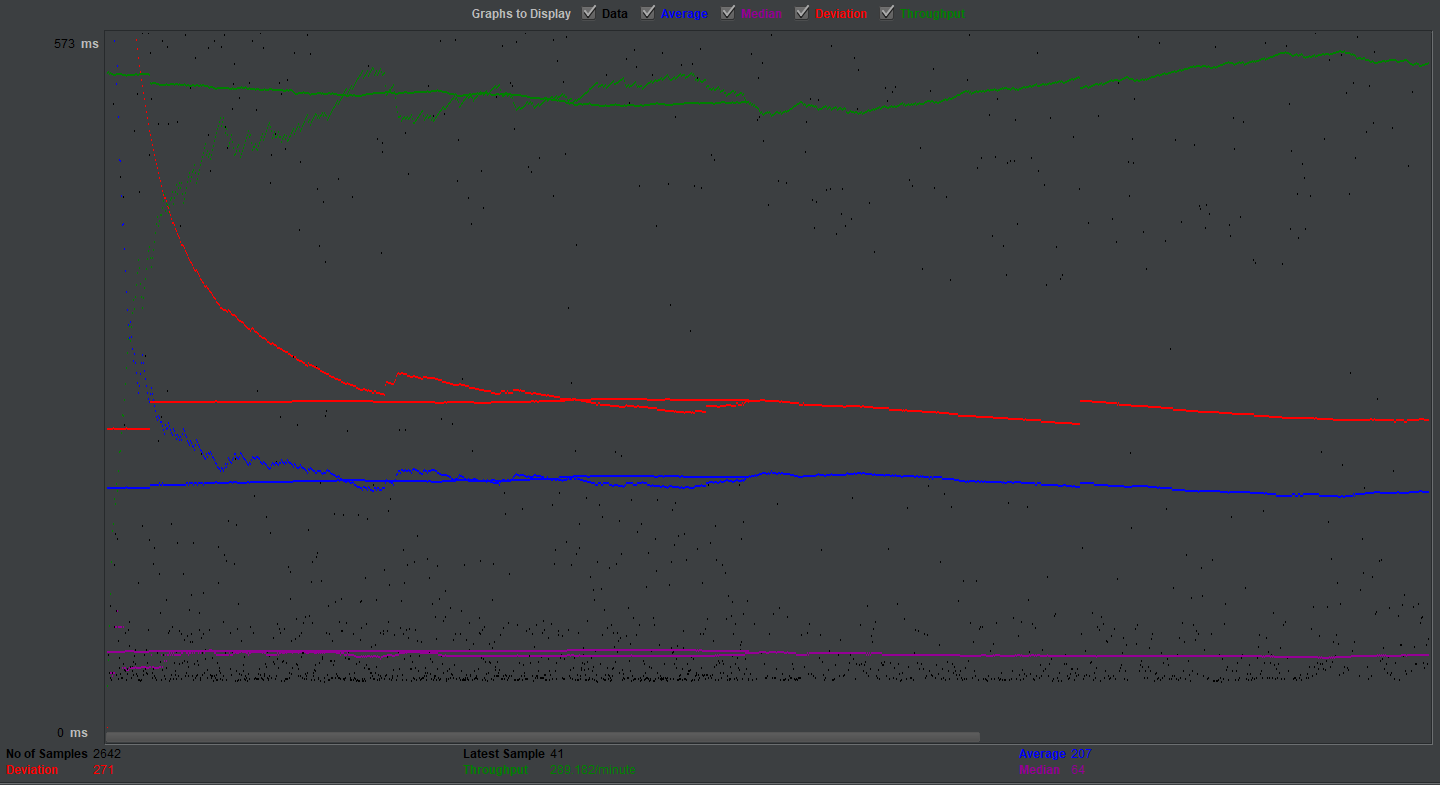 Graphs to Display Data Average Median Deviation Throughput
573 ms
0 ms
No of Samples 2642 Latest Sample 41 Average 207
Deviation 271 Throughput 289.182/minute Median